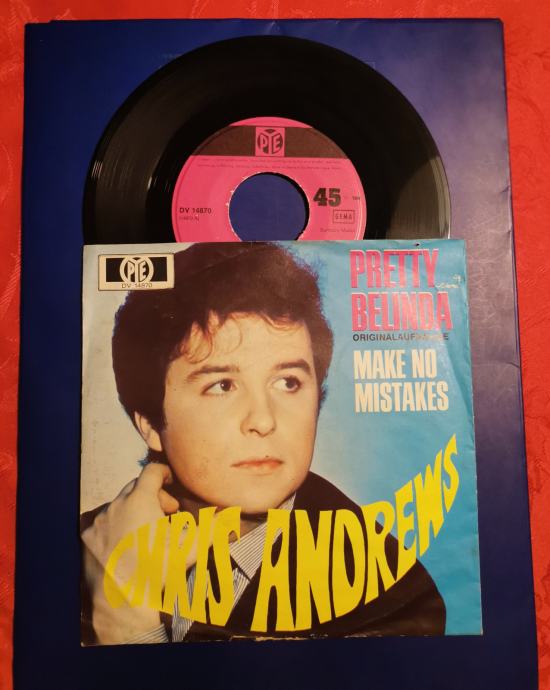 PYE
DV 14870
45
GEMA
PYE
DV 14870
PRETTY
BELINDA
MAKE NO
MISTAKES
CHRIS ANDREWS